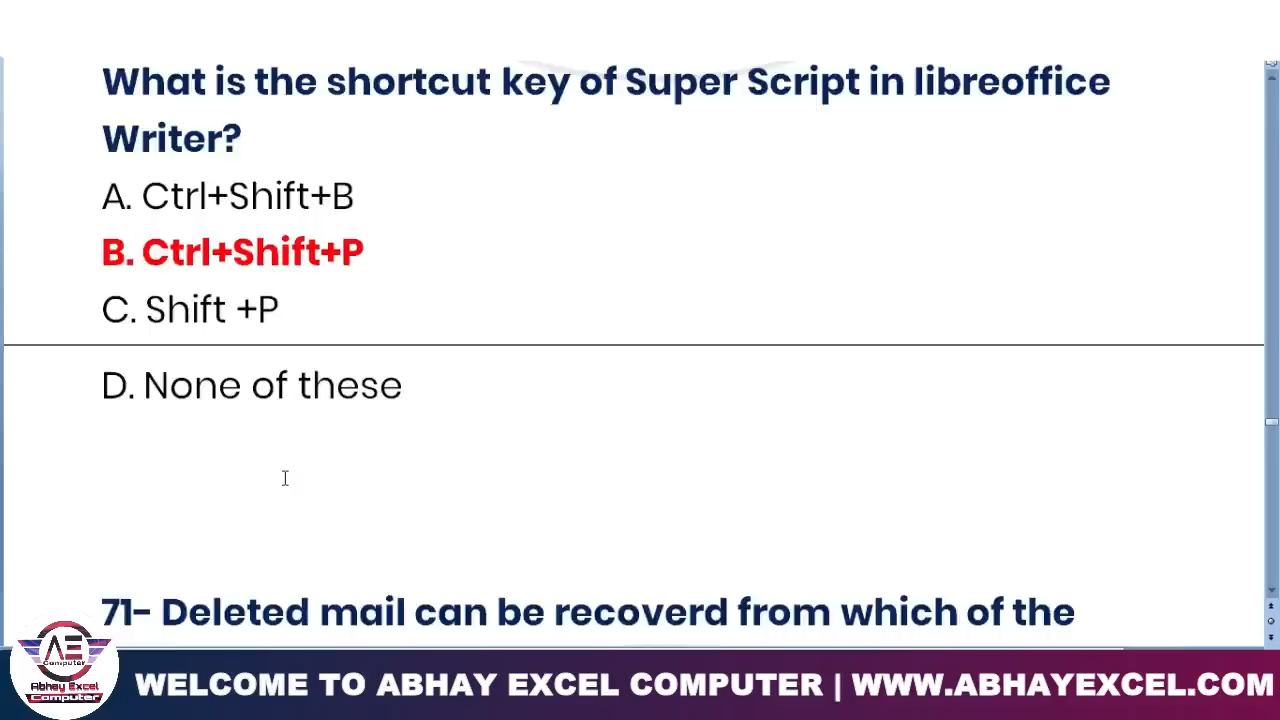 What is the shortcut key of Super Script in libreoffice
Writer?
A. Ctrl+Shift+B
B. Ctrl+Shift+P
C. Shift +P
D. None of these
71- Deleted mail can be recoverd from which of the
AE
Computer
Abhay Excel
Computer
WELCOME TO ABHAY EXCEL COMPUTER | WWW.ABHAYEXCEL.COM